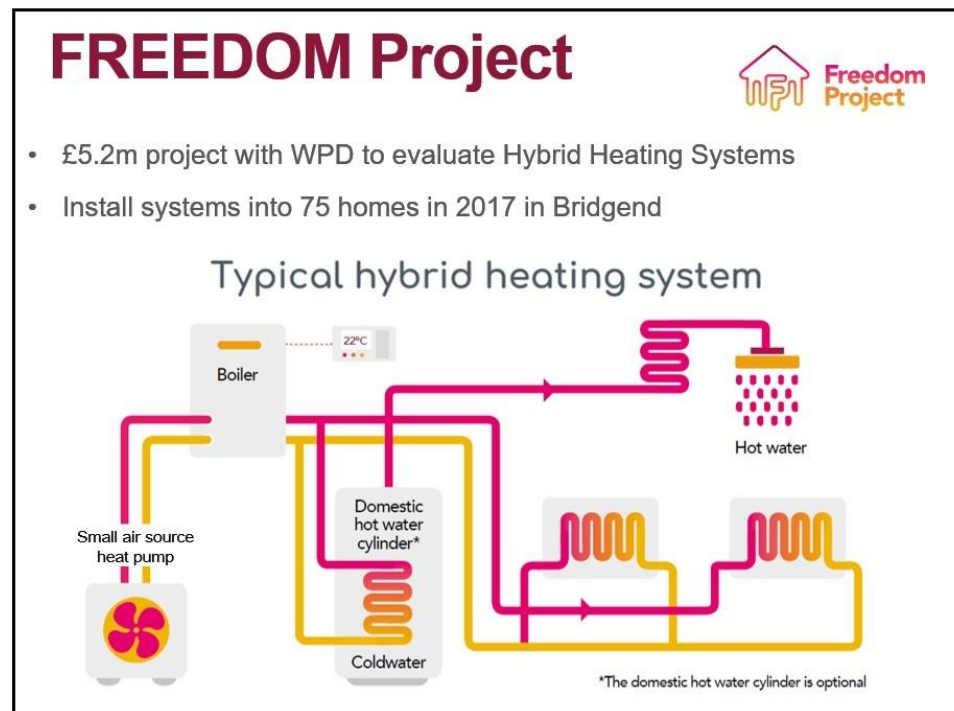 FREEDOM Project
Freedom
Project
• £5.2m project with WPD to evaluate Hybrid Heating Systems
• Install systems into 75 homes in 2017 in Bridgend
Typical hybrid heating system
22ºC
Boiler
Hot water
Small air source
heat pump
Domestic
hot water
cylinder*
Coldwater
*The domestic hot water cylinder is optional